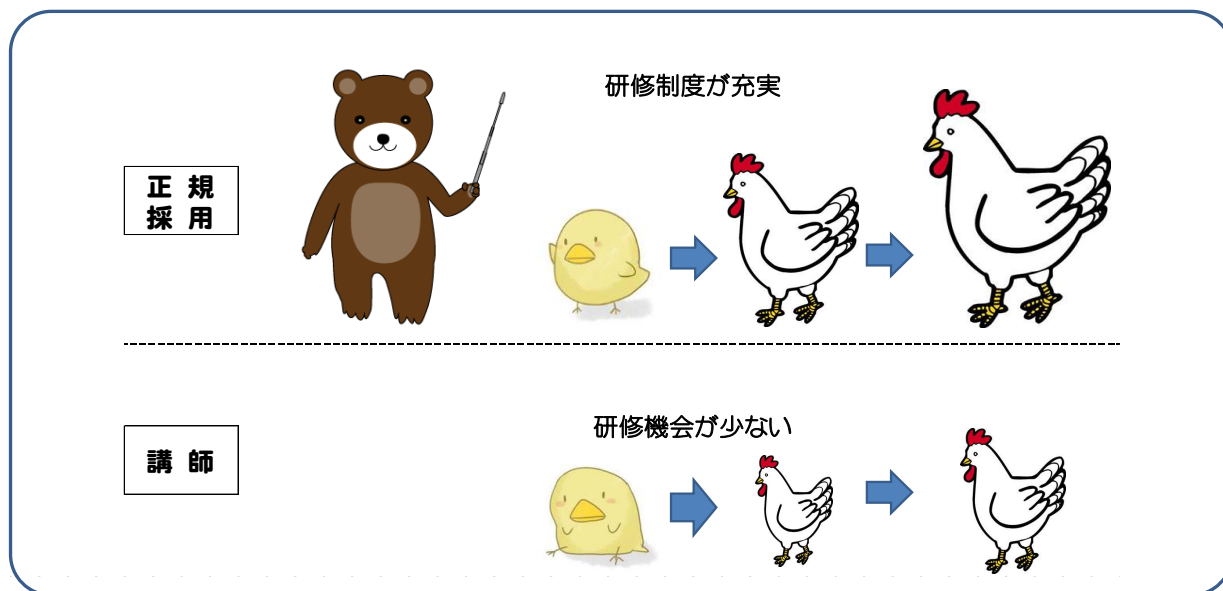 研修制度が充実
正規
採用
研修機会が少ない
講師